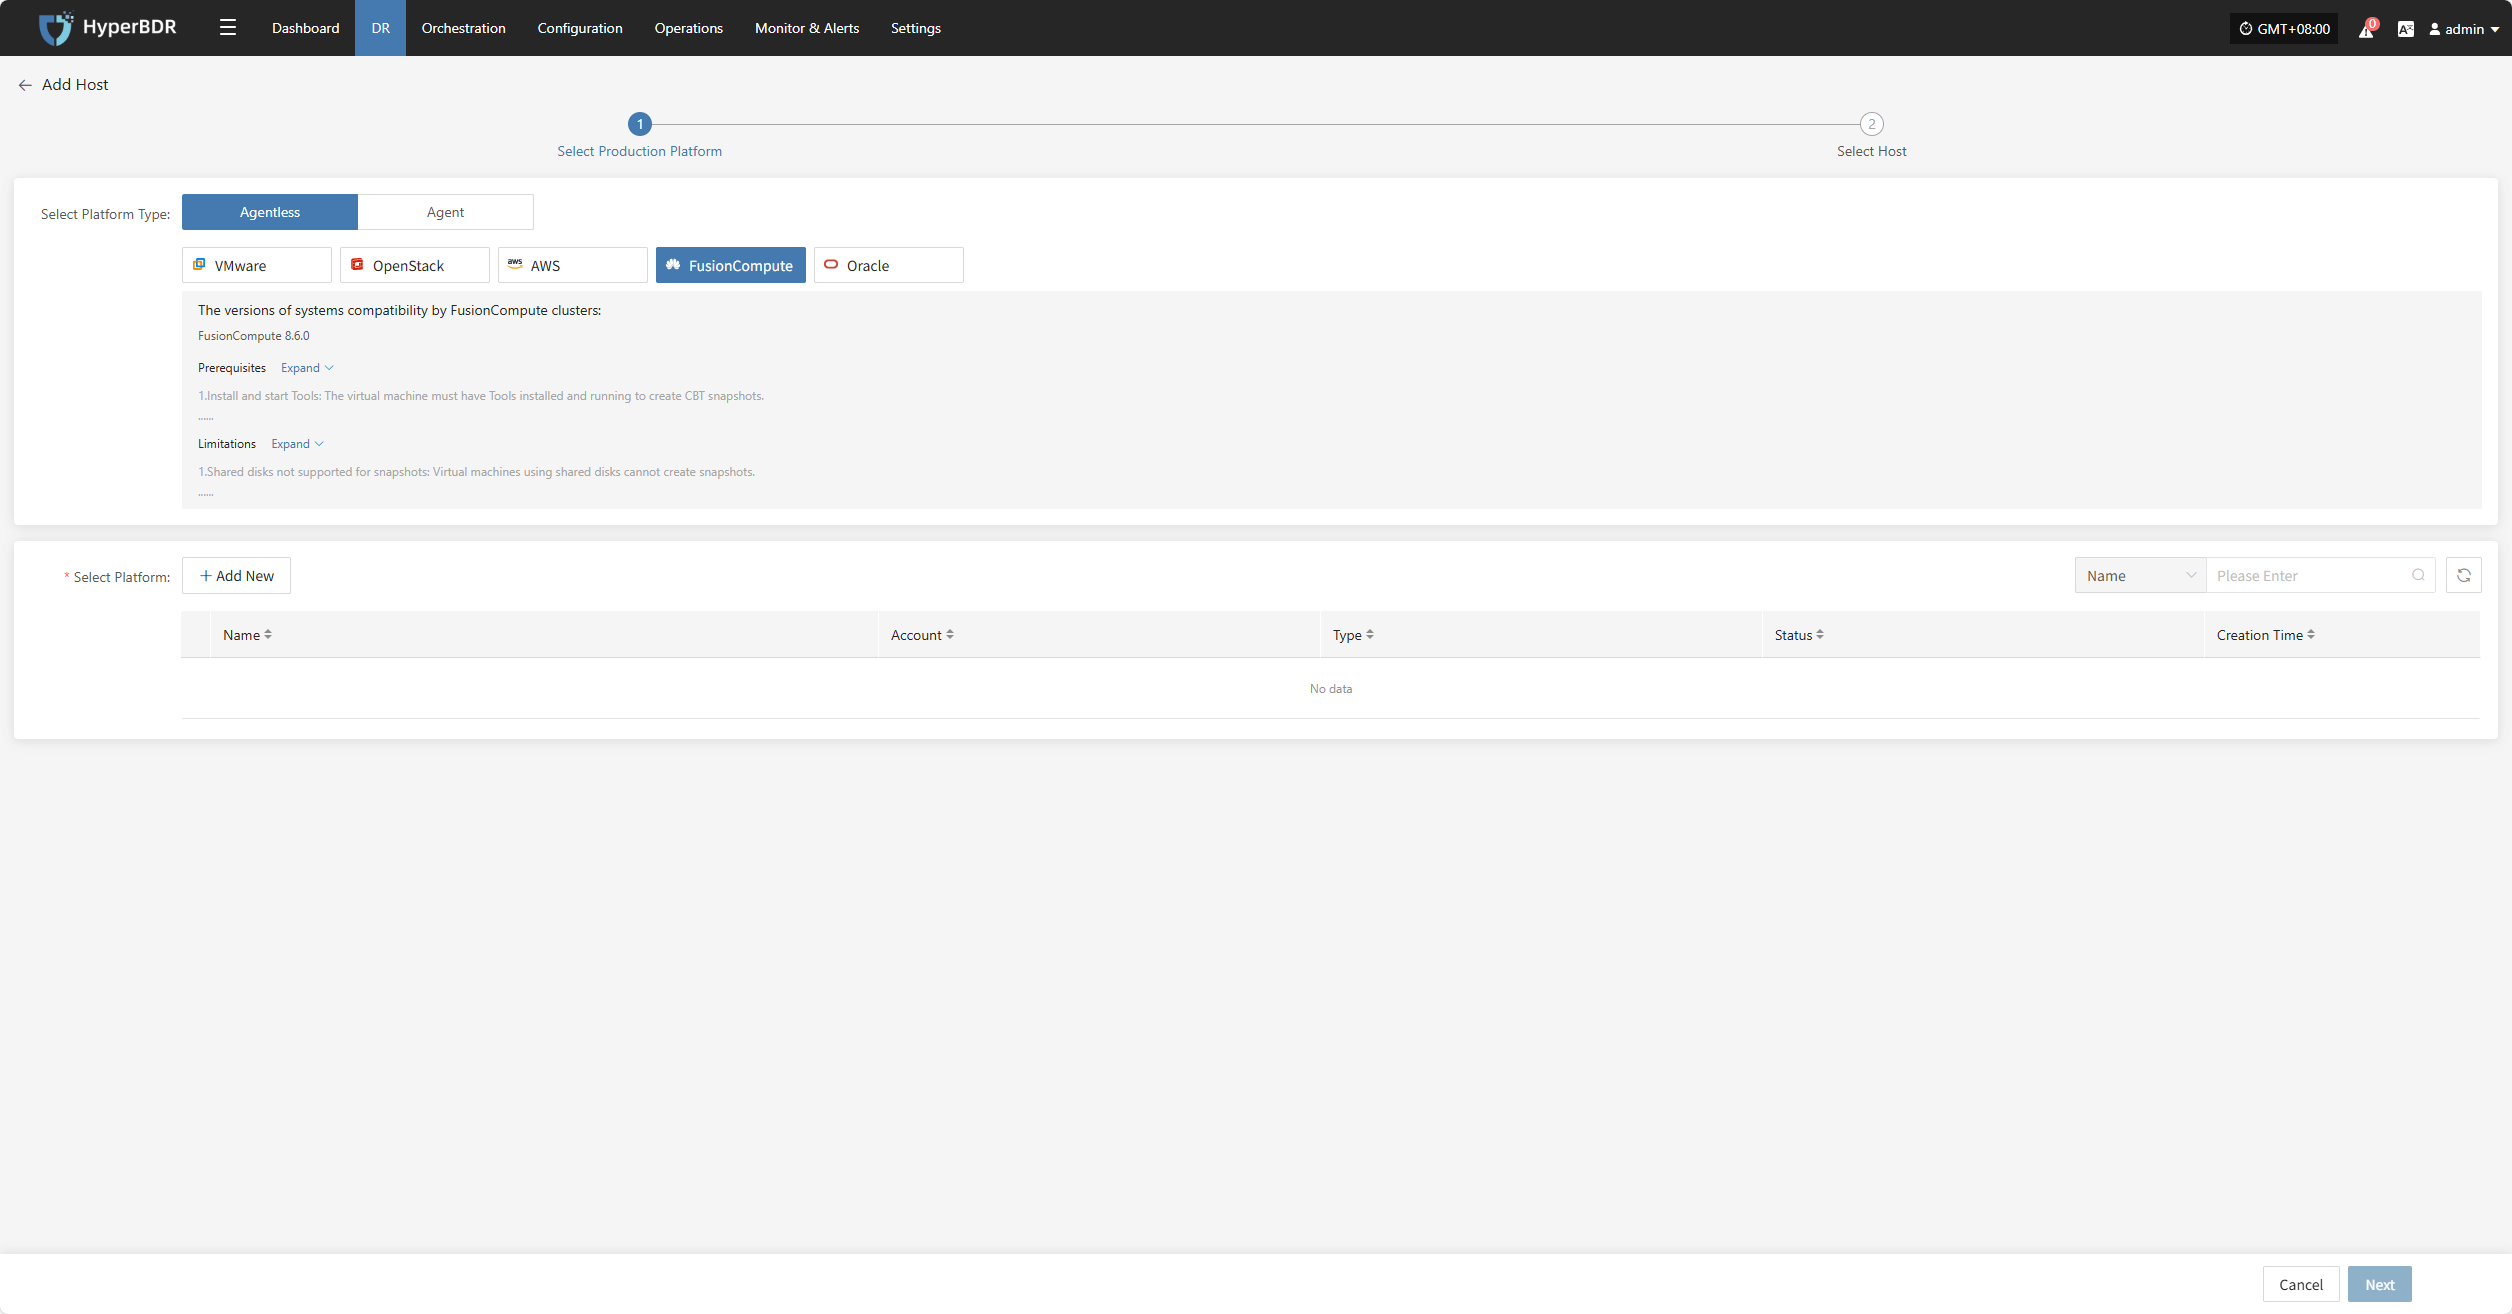 HyperBDR
Dashboard
DR
Orchestration
Configuration
Operations
Monitor & Alerts
Settings
GMT+08:00
0
admin
Add Host
1
2
Select Production Platform
Select Host
Select Platform Type:
Agentless
Agent
VMware
OpenStack
aws AWS
FusionCompute
Oracle
The versions of systems compatibility by FusionCompute clusters:
FusionCompute 8.6.0
Prerequisites Expand
1.Install and start Tools: The virtual machine must have Tools installed and running to create CBT snapshots.
......
Limitations Expand
1.Shared disks not supported for snapshots: Virtual machines using shared disks cannot create snapshots.
......
* Select Platform:
+ Add New
Name
Please Enter
Name
Account
Type
Status
Creation Time
No data
Cancel
Next